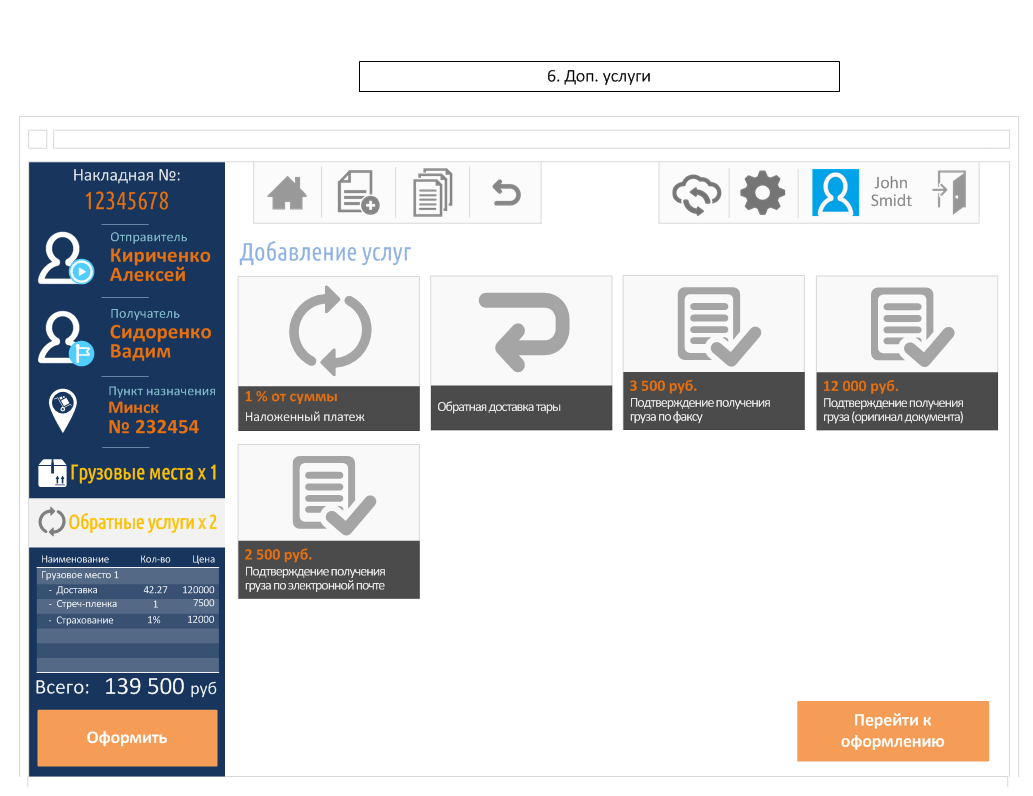 6. Доп. услуги
Накладная №:
12345678
Отправитель
Кириченко
Алексей
Получатель
Сидоренко
Вадим
Пункт назначения
Минск
№ 232454
Грузовые места x 1
Обратные услуги x 2
Наименование Кол-во Цена
Грузовое место 1
- Доставка 42.27 120000
- Стреч-пленка 1 7500
- Страхование 1% 12000
Всего: 139 500 руб
Оформить
John
Smidt
Добавление услуг
1 % от суммы
Наложенный платеж
Обратная доставка тары
3 500 руб.
Подтверждение получения
груза по факсу
12 000 руб.
Подтверждение получения
груза (оригинал документа)
2 500 руб.
Подтверждение получения
груза по электронной почте
Перейти к
оформлению